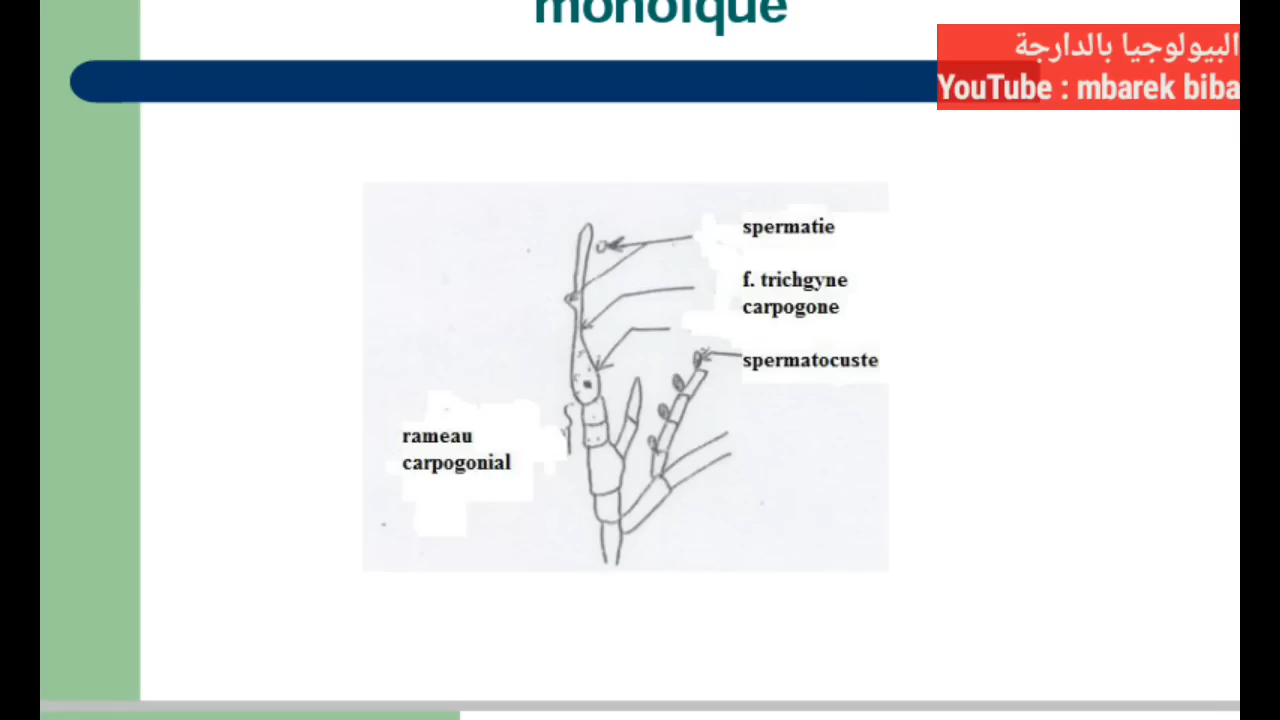 monoïque
البيولوجيا بالدارجة
YouTube : mbarek biba
spermatie
f. trichgyne
carpogone
spermatocuste
rameau
carpogonial